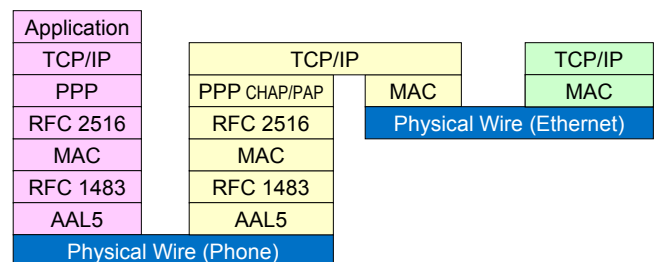 Application
TCP/IP TCP/IP TCP/IP
PPP PPP CHAP/PAP MAC MAC
RFC 2516 RFC 2516 Physical Wire (Ethernet)
MAC MAC
RFC 1483 RFC 1483
AAL5 AAL5
Physical Wire (Phone)